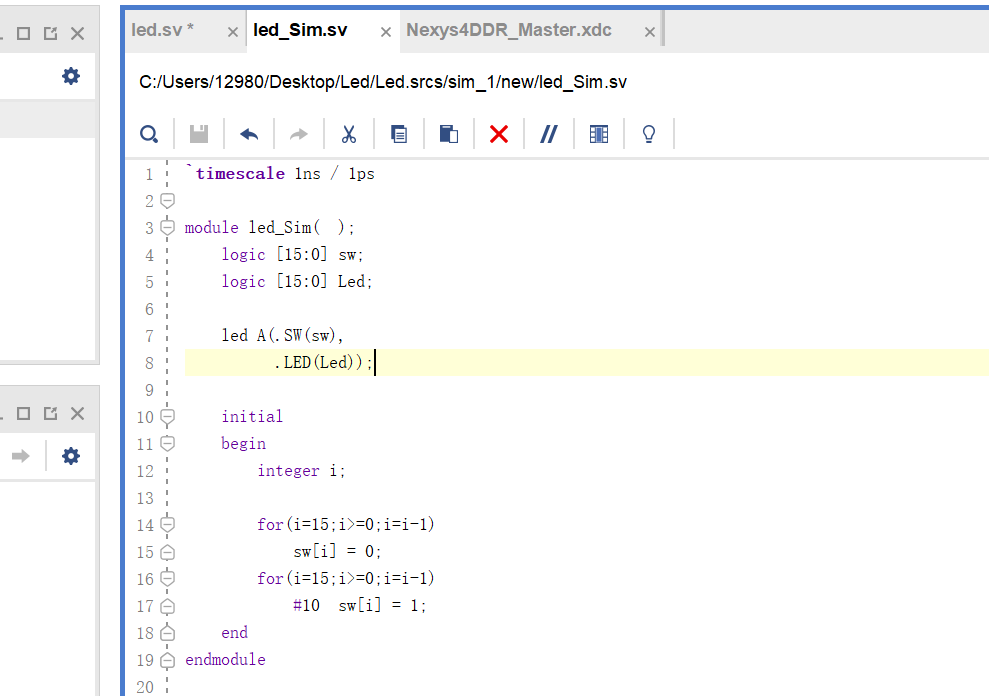 led.sv *
led_Sim.sv
Nexys4DDR_Master.xdc
C:/Users/12980/Desktop/Led/Led.srcs/sim_1/new/led_Sim.sv
1 `timescale 1ns / 1ps
2
3 module led_Sim(  );
4     logic [15:0] sw;
5     logic [15:0] Led;
6
7     led A(.SW(sw),
8           .LED(Led));
9
10     initial
11     begin
12         integer i;
13
14         for(i=15;i>=0;i=i-1)
15             sw[i] = 0;
16         for(i=15;i>=0;i=i-1)
17             #10  sw[i] = 1;
18     end
19 endmodule
20